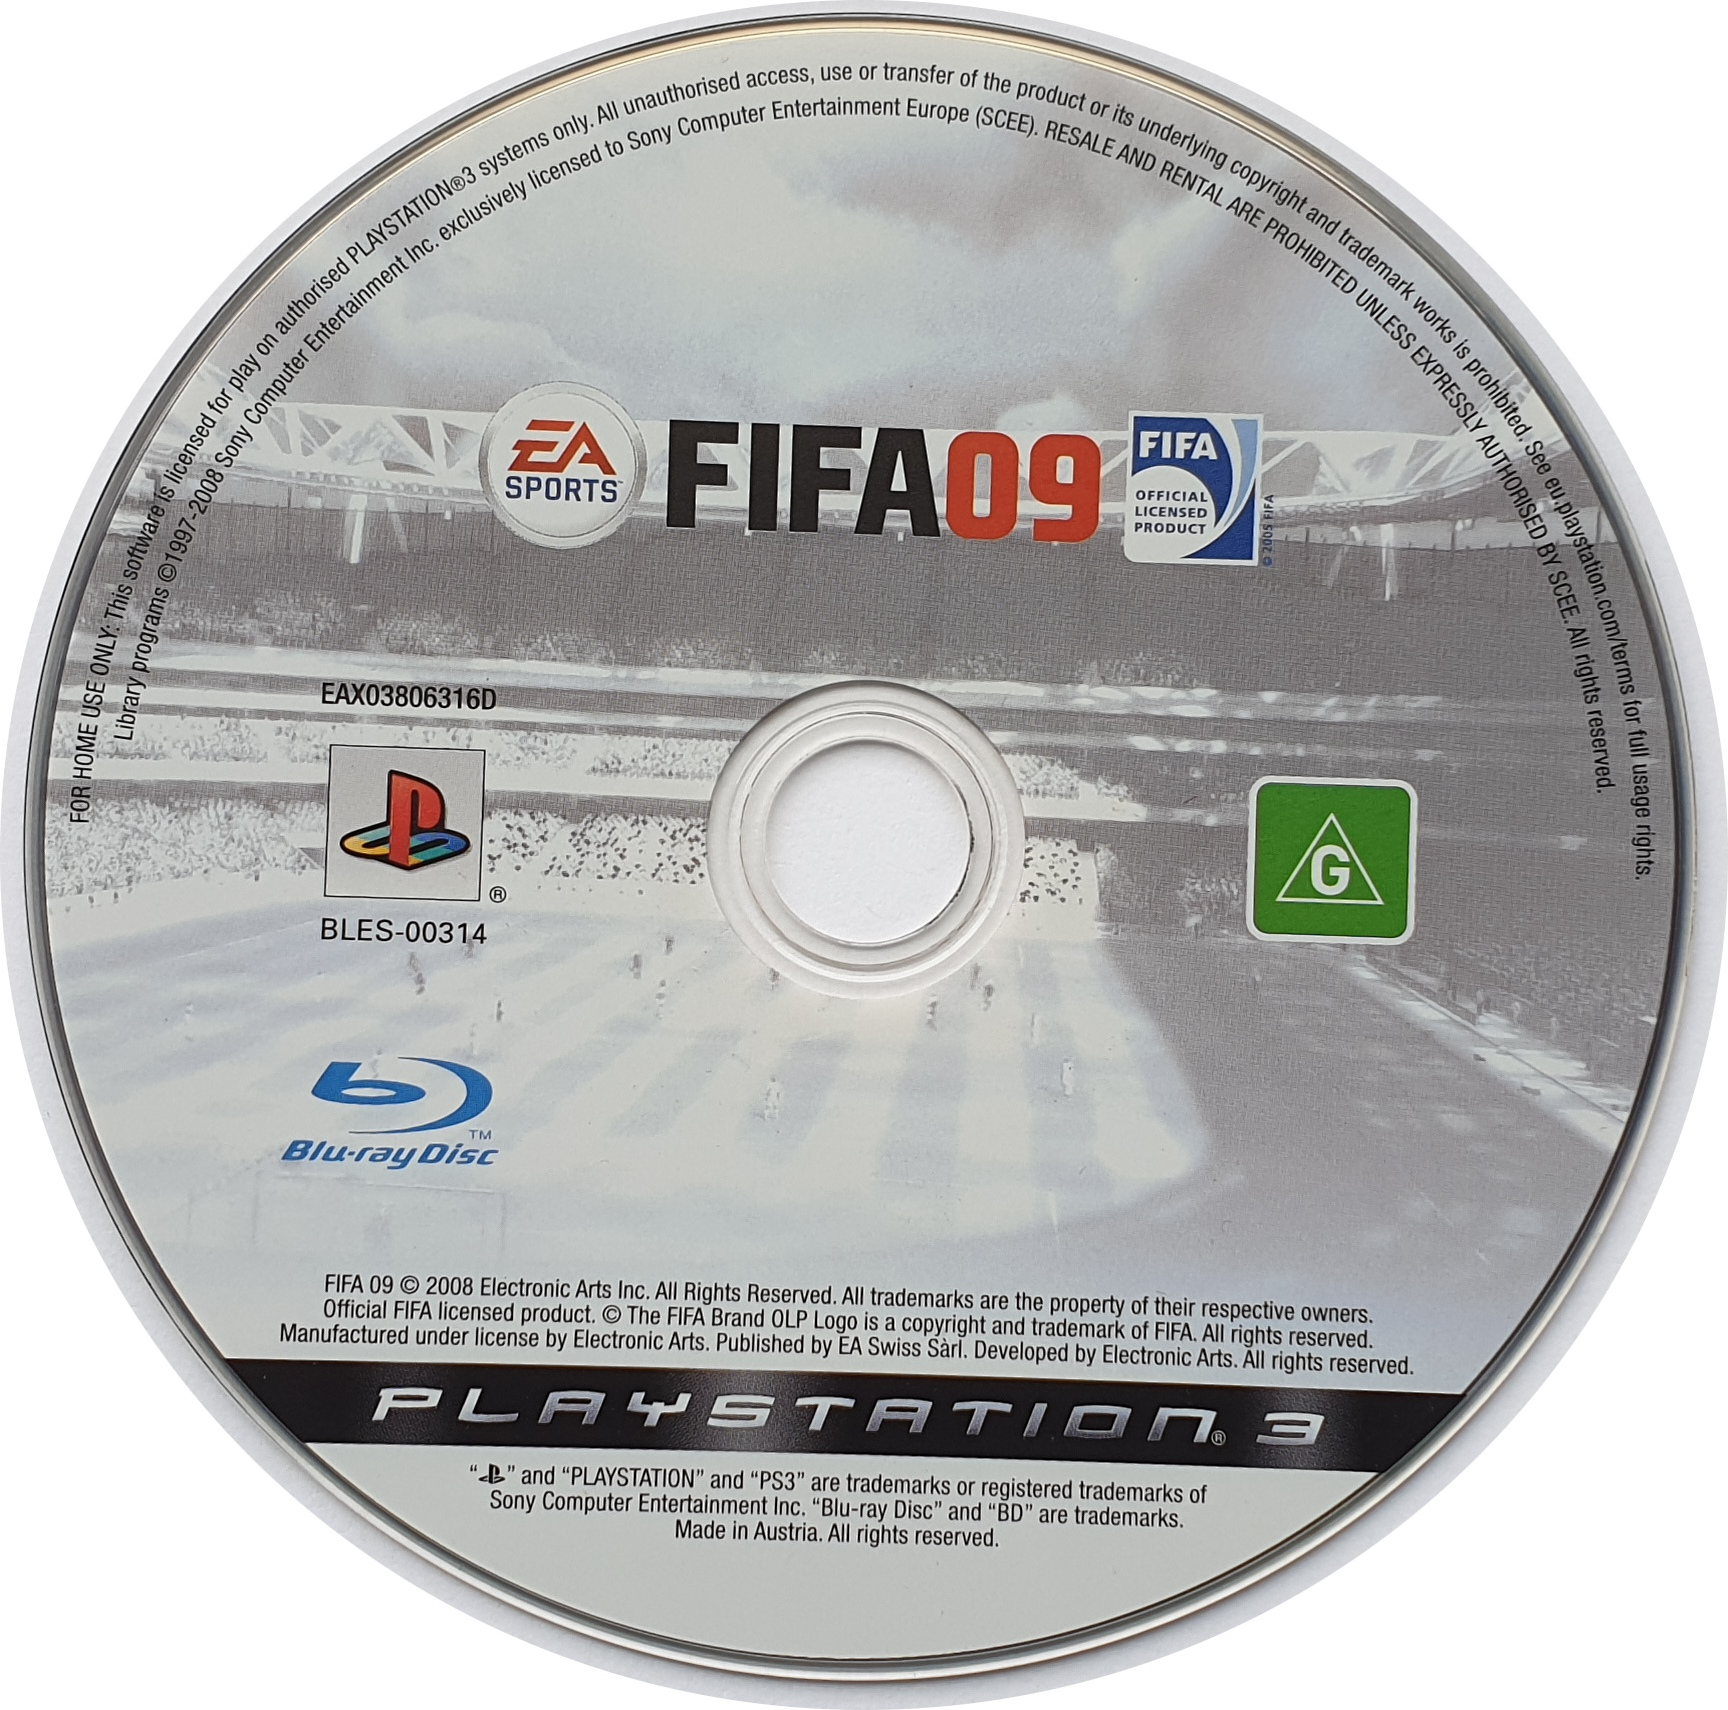 FOR HOME USE ONLY: This software is licensed for play on authorised PLAYSTATION®3 systems only. All unauthorised access, use or transfer of the product or its underlying copyright and trademark works is prohibited. See eu.playstation.com/terms for full usage rights.
Library programs ©1997-2008 Sony Computer Entertainment Inc. exclusively licensed to Sony Computer Entertainment Europe (SCEE). RESALE AND RENTAL ARE PROHIBITED UNLESS EXPRESSLY AUTHORISED BY SCEE. All rights reserved.
EA
SPORTS™
FIFA09
FIFA
OFFICIAL
LICENSED
PRODUCT
© 2005 FIFA
EAX03806316D
®
BLES-00314
G
TM
Blu-ray Disc
FIFA 09 © 2008 Electronic Arts Inc. All Rights Reserved. All trademarks are the property of their respective owners.
Official FIFA licensed product. © The FIFA Brand OLP Logo is a copyright and trademark of FIFA. All rights reserved.
Manufactured under license by Electronic Arts. Published by EA Swiss Sàrl. Developed by Electronic Arts. All rights reserved.
PLAYSTATION®3
“ ” and “PLAYSTATION” and “PS3” are trademarks or registered trademarks of
Sony Computer Entertainment Inc. “Blu-ray Disc” and “BD” are trademarks.
Made in Austria. All rights reserved.